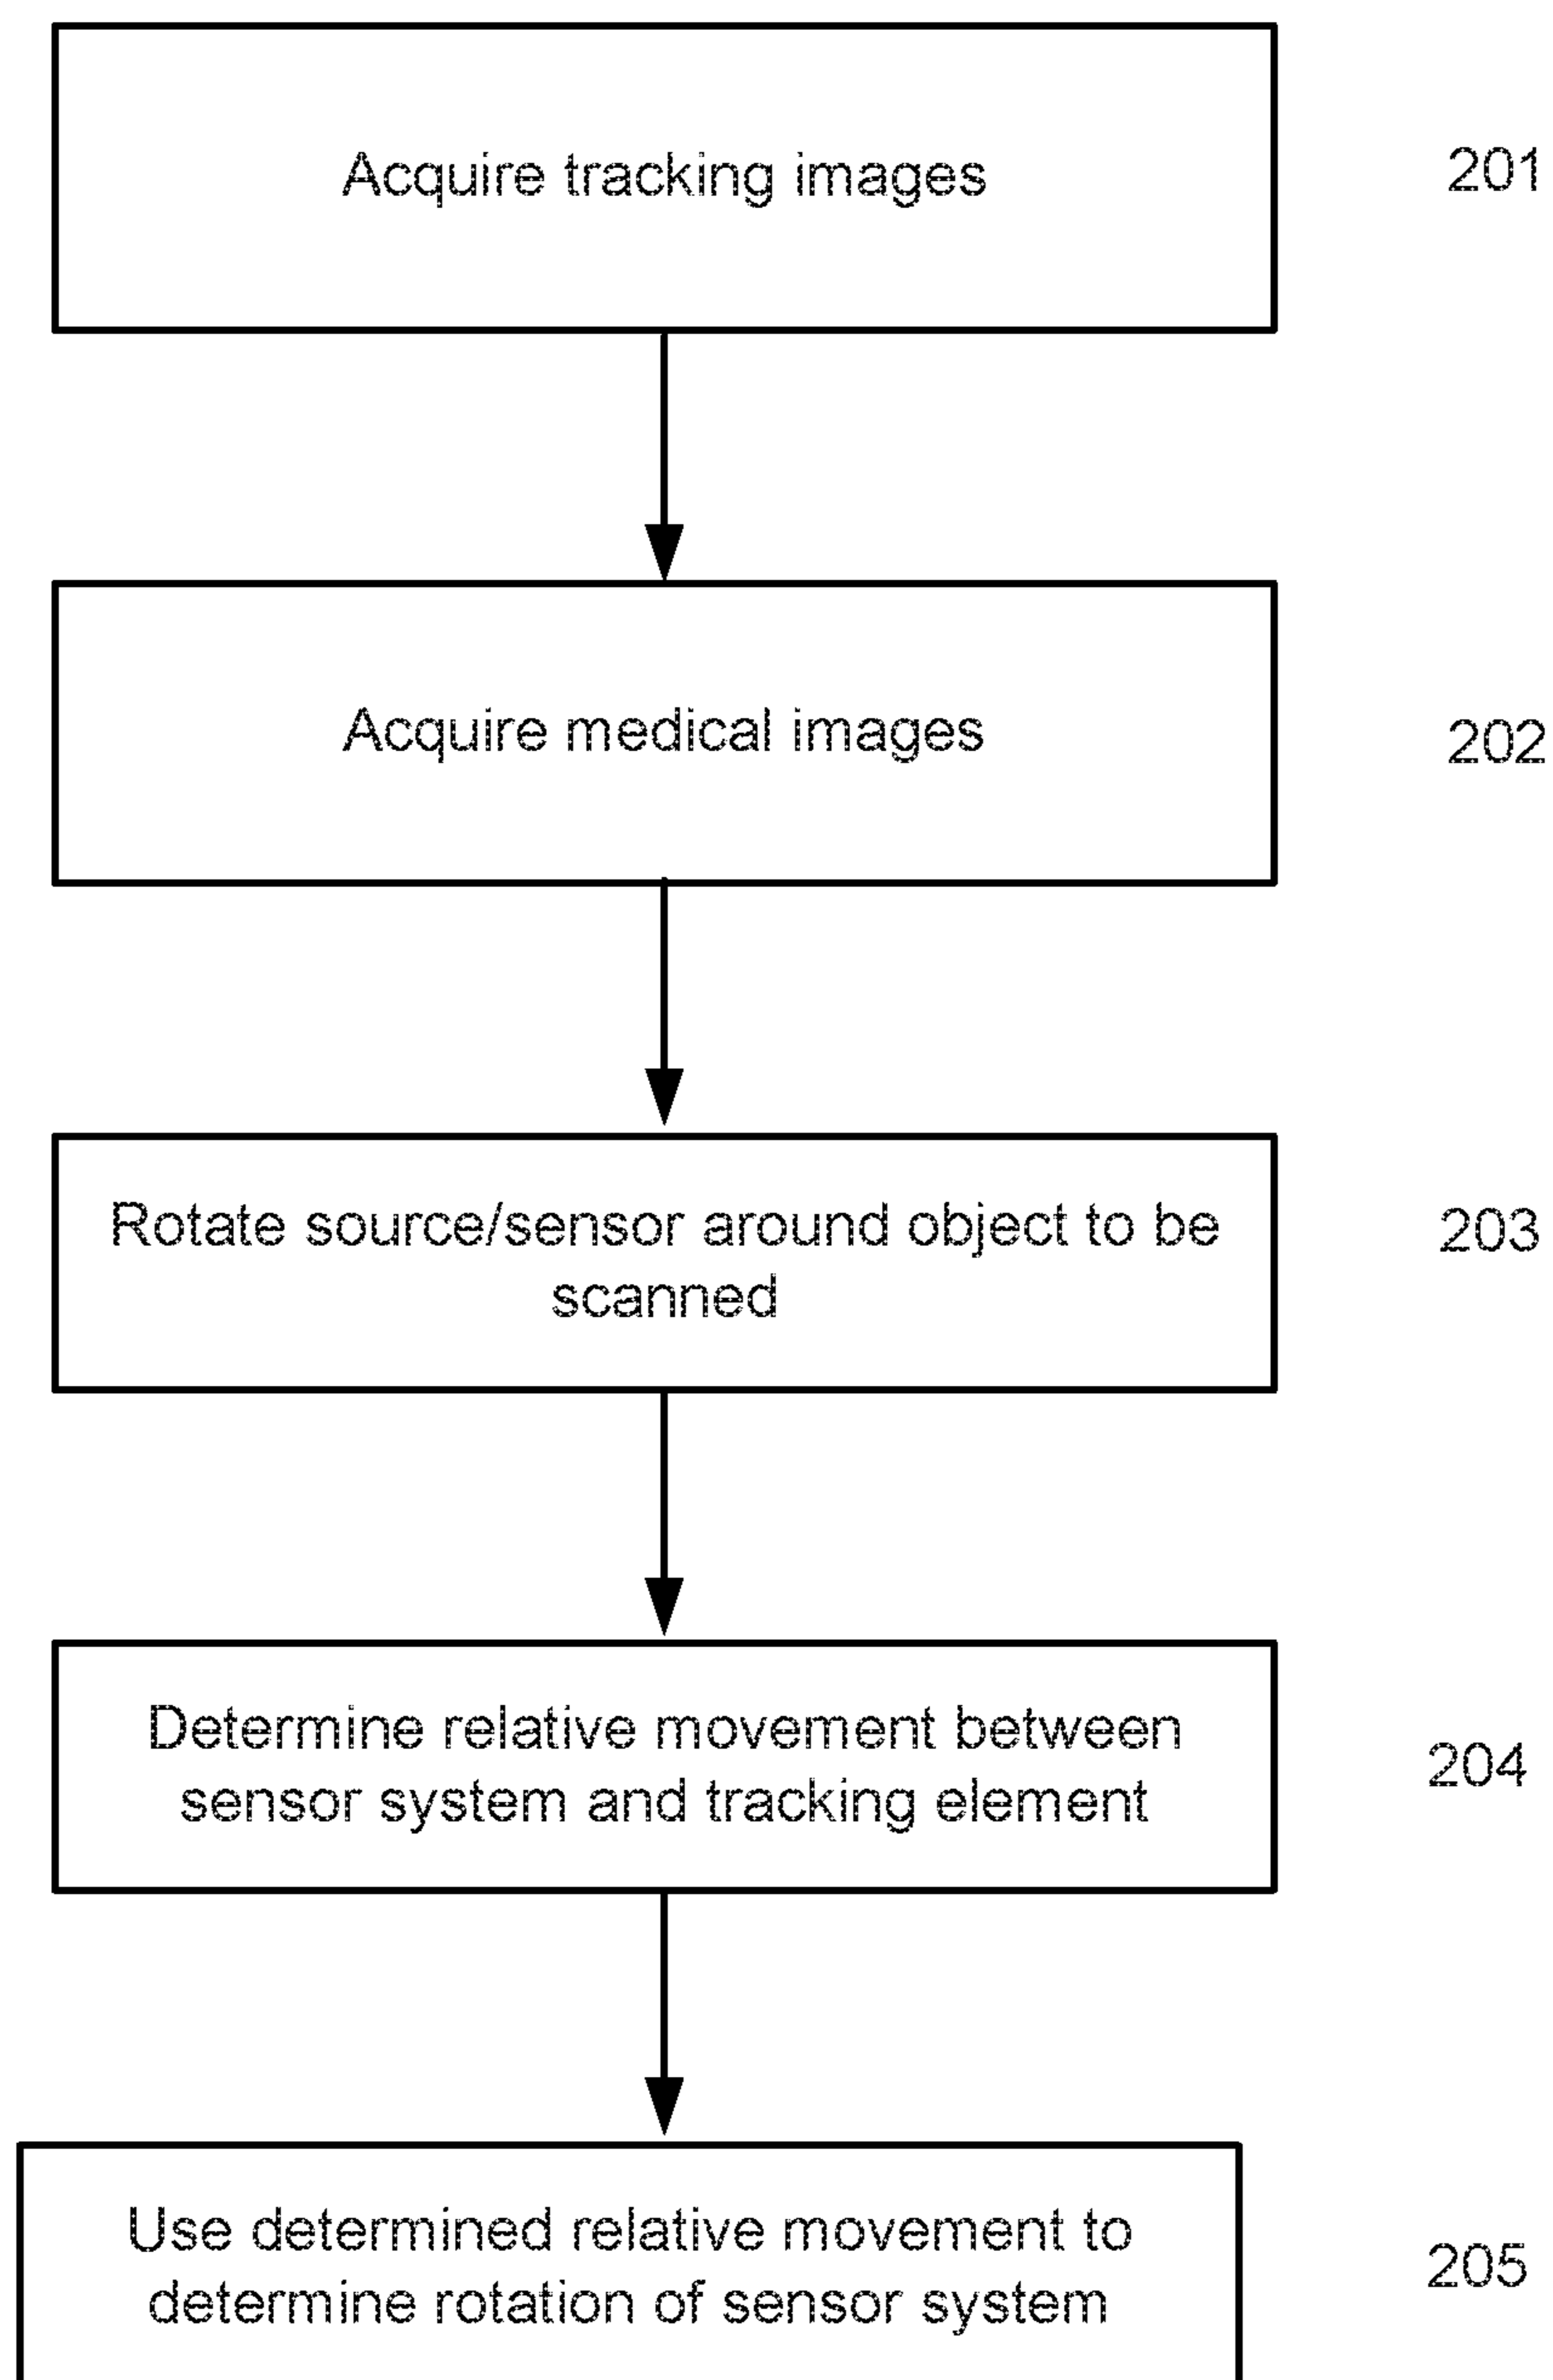 Acquire tracking images
201
Acquire medical images
202
Rotate source/sensor around object to be
scanned
203
Determine relative movement between
sensor system and tracking element
204
Use determined relative movement to
determine rotation of sensor system
205